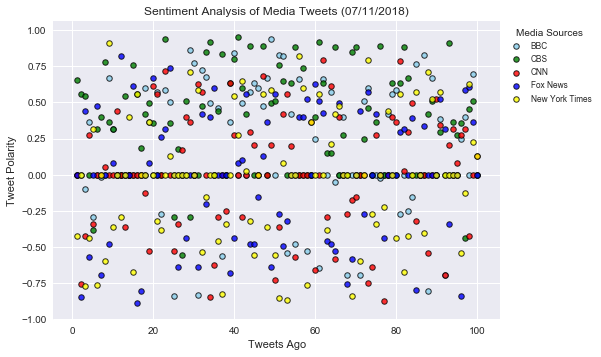 Sentiment Analysis of Media Tweets (07/11/2018)
Media Sources
BBC
CBS
CNN
Fox News
New York Times
Tweet Polarity
1.00
0.75
0.50
0.25
0.00
−0.25
−0.50
−0.75
−1.00
0 20 40 60 80 100
Tweets Ago